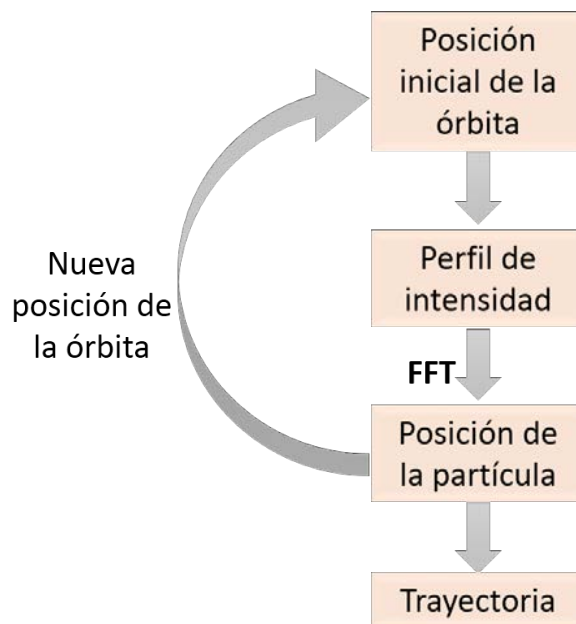 Posición
inicial de la
órbita
Nueva
posición de
la órbita
Perfil de
intensidad
FFT
Posición de
la partícula
Trayectoria